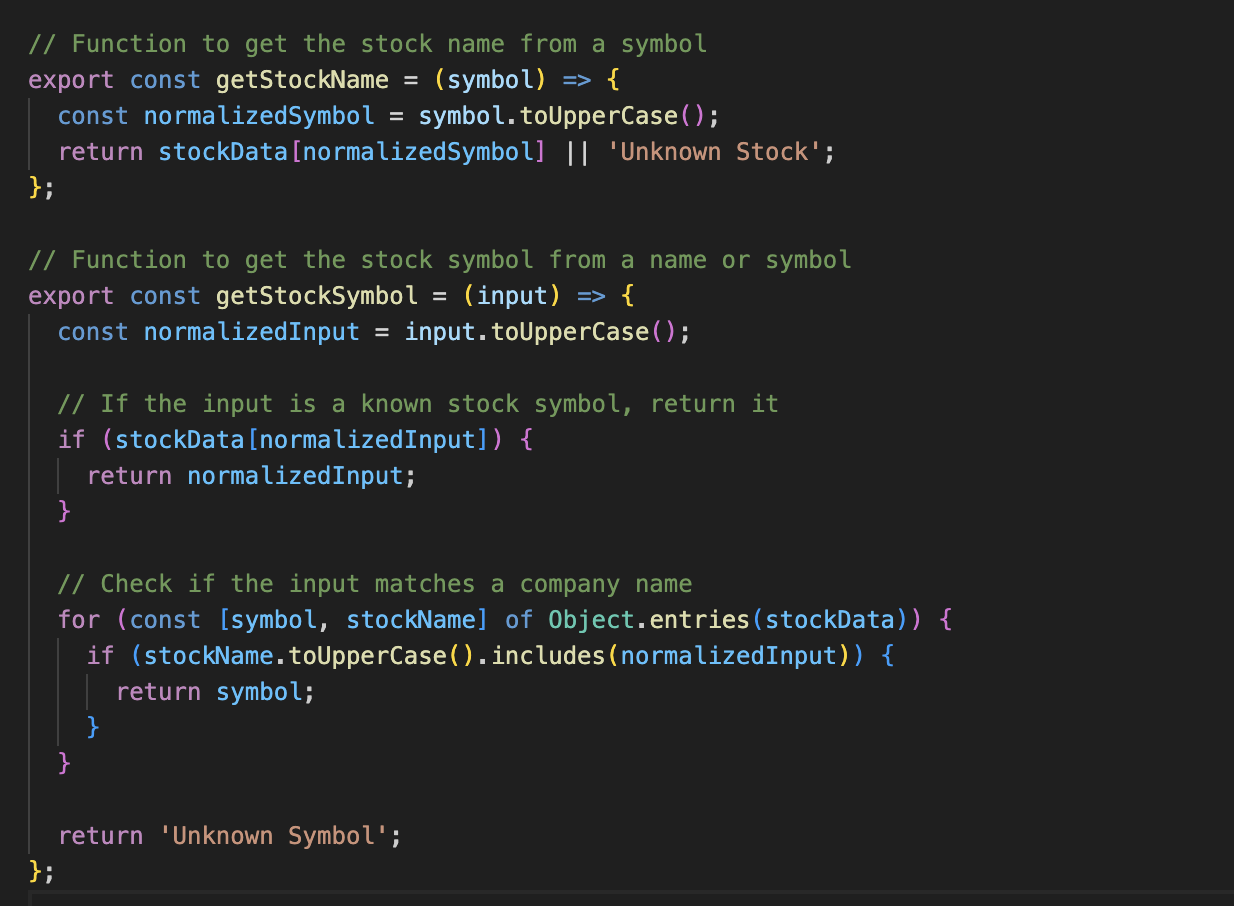 // Function to get the stock name from a symbol
export const getStockName = (symbol) => {
  const normalizedSymbol = symbol.toUpperCase();
  return stockData[normalizedSymbol] || 'Unknown Stock';
};

// Function to get the stock symbol from a name or symbol
export const getStockSymbol = (input) => {
  const normalizedInput = input.toUpperCase();

  // If the input is a known stock symbol, return it
  if (stockData[normalizedInput]) {
    return normalizedInput;
  }

  // Check if the input matches a company name
  for (const [symbol, stockName] of Object.entries(stockData)) {
    if (stockName.toUpperCase().includes(normalizedInput)) {
      return symbol;
    }
  }

  return 'Unknown Symbol';
};